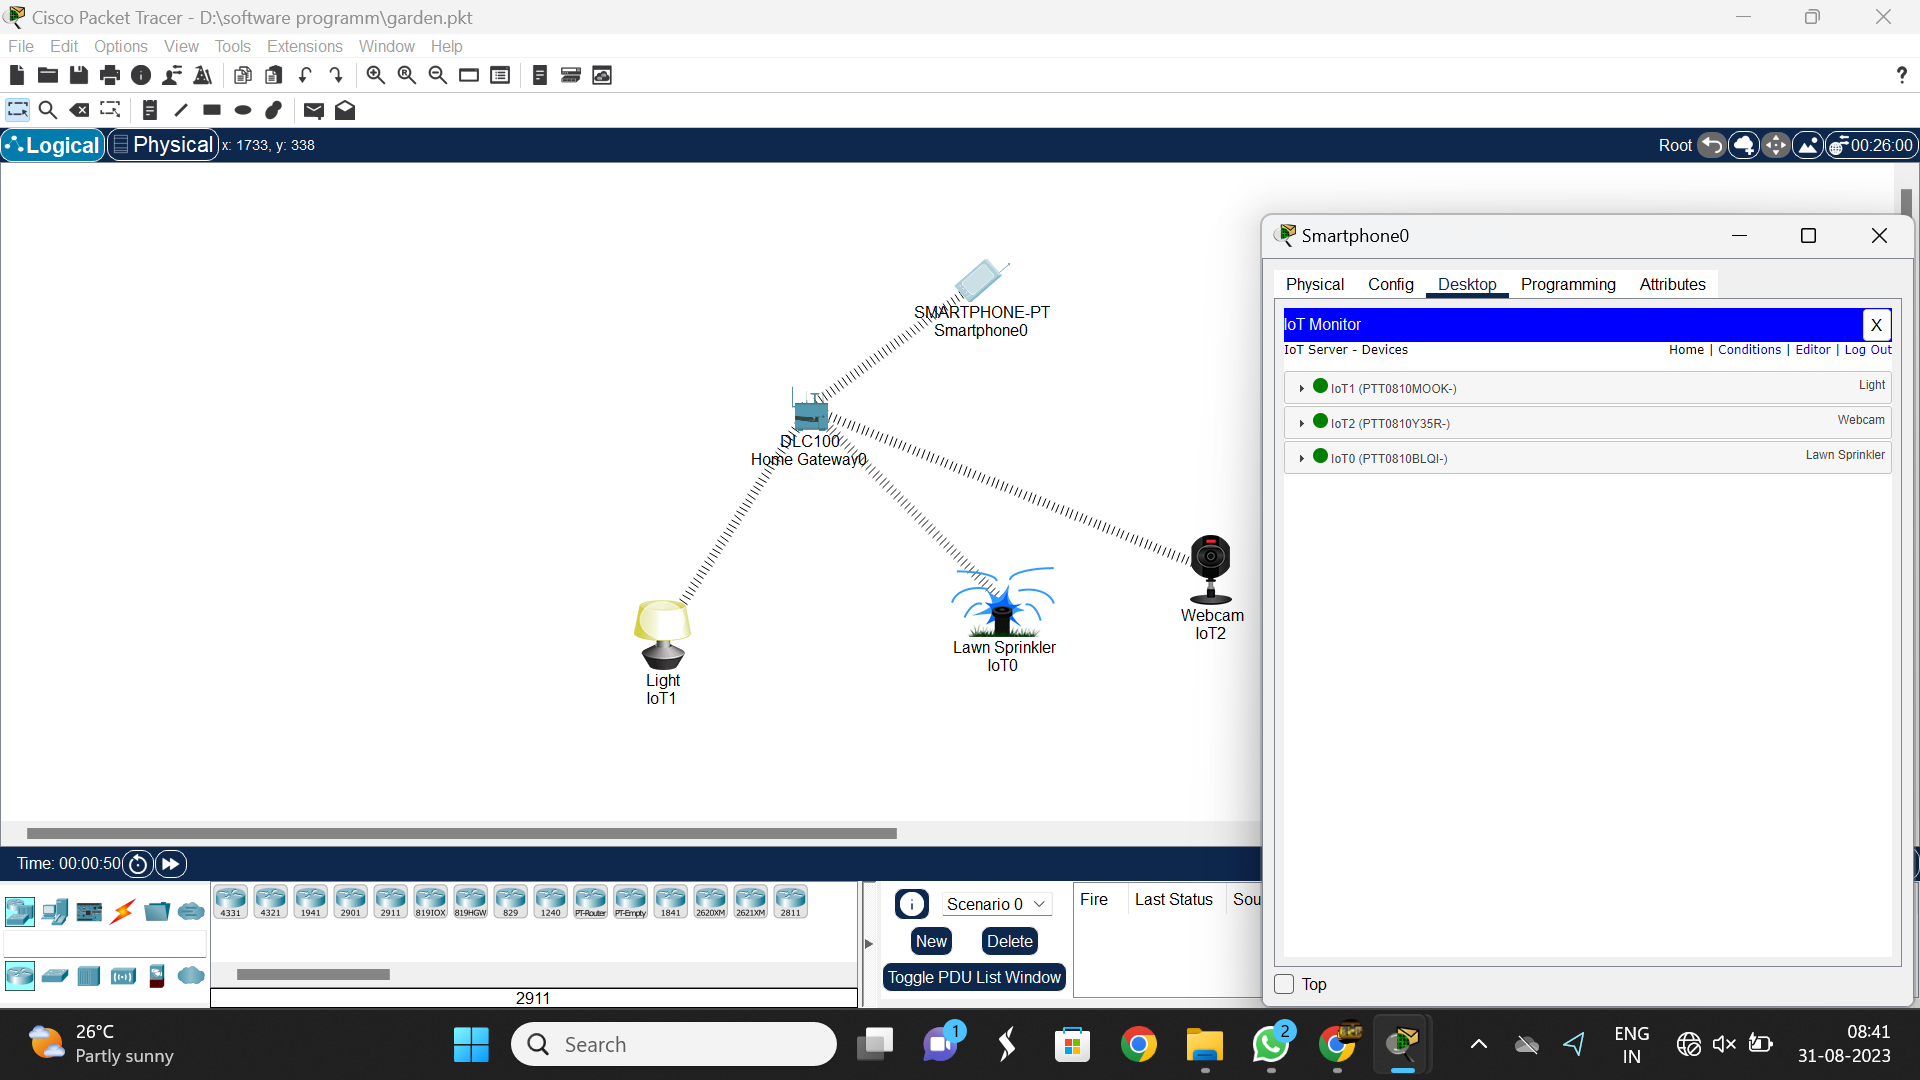 Cisco Packet Tracer - D:\software programm\garden.pkt
File Edit Options View Tools Extensions Window Help
?
Logical Physical x: 1733, y: 338 Root 00:26:00
SMARTPHONE-PT
Smartphone0
DLC100
Home Gateway0
Light
IoT1
Lawn Sprinkler
IoT0
Webcam
IoT2
Smartphone0
Physical Config Desktop Programming Attributes
IoT Monitor X
IoT Server - Devices Home | Conditions | Editor | Log Out
IoT1 (PTT0810MOOK-) Light
IoT2 (PTT0810Y35R-) Webcam
IoT0 (PTT0810BLQI-) Lawn Sprinkler
Top
Time: 00:00:50
4331 4321 1941 2901 2911 819IOX 819HGW 829 1240 PT-Router PT-Empty 1841 2620XM 2621XM 2811
2911
Scenario 0
New Delete
Toggle PDU List Window
Fire Last Status Sou
26°C
Partly sunny
Search
1
2
ENG
IN
08:41
31-08-2023